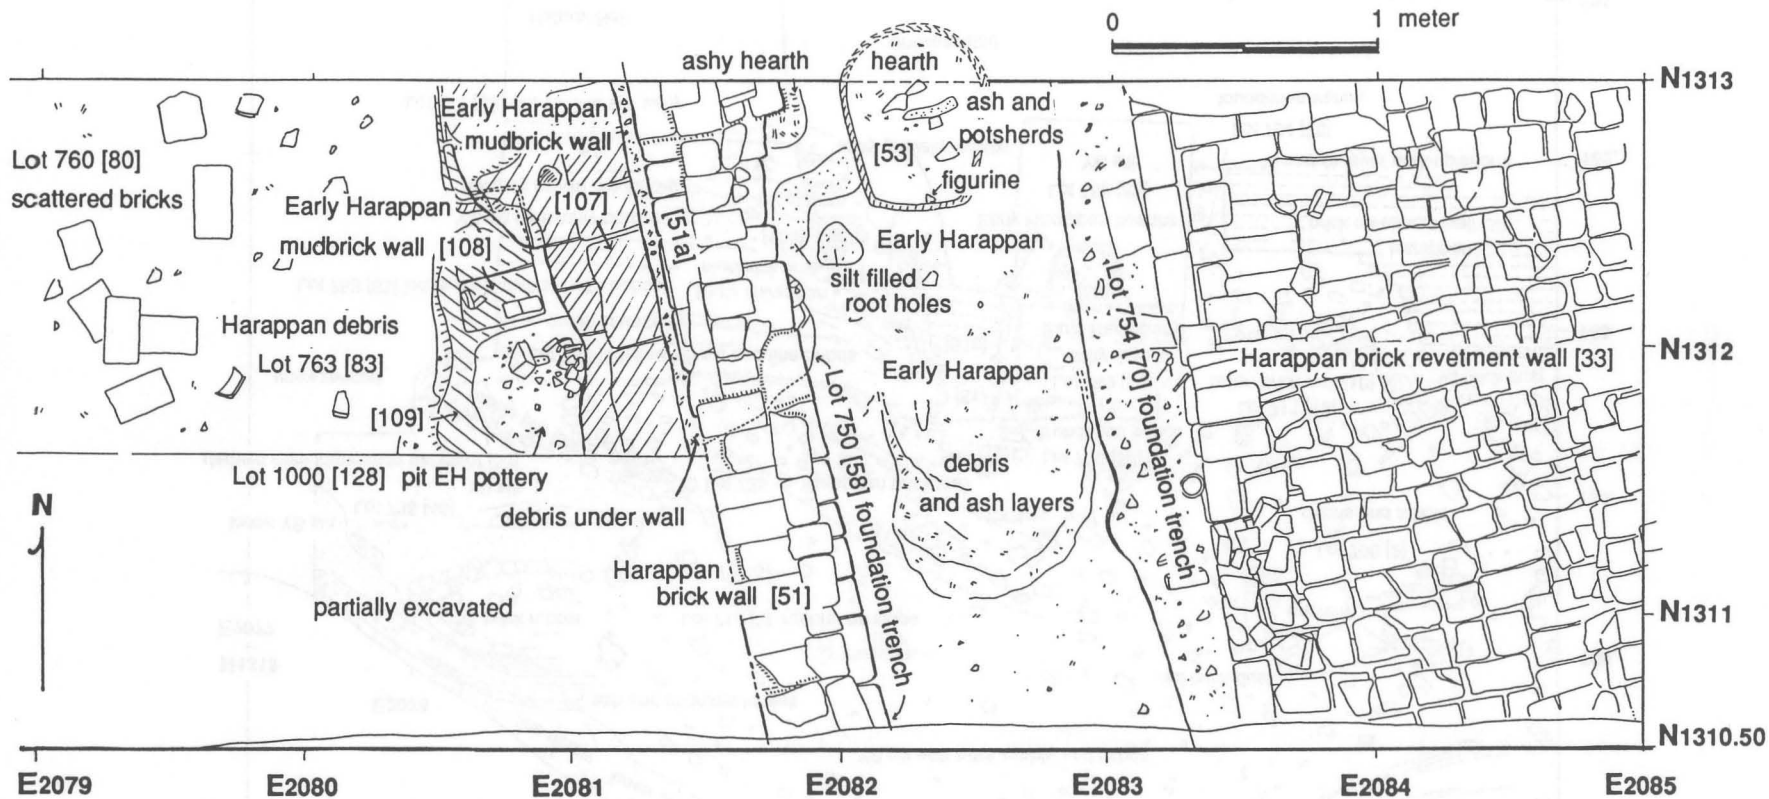 0 1 meter
ashy hearth
hearth
N1313
Early Harappan
mudbrick wall
ash and
potsherds
[53]
figurine
Lot 760 [80]
scattered bricks
Early Harappan
mudbrick wall [108]
[107]
[51a]
Early Harappan
silt filled
root holes
Harappan debris
Lot 763 [83]
[109]
Lot 750 [58] foundation trench
Early Harappan
debris
and ash layers
Lot 754 [70] foundation trench
Harappan brick revetment wall [33]
N1312
Lot 1000 [128] pit EH pottery
debris under wall
N
Harappan
brick wall [51]
partially excavated
N1311
N1310.50
E2079 E2080 E2081 E2082 E2083 E2084 E2085